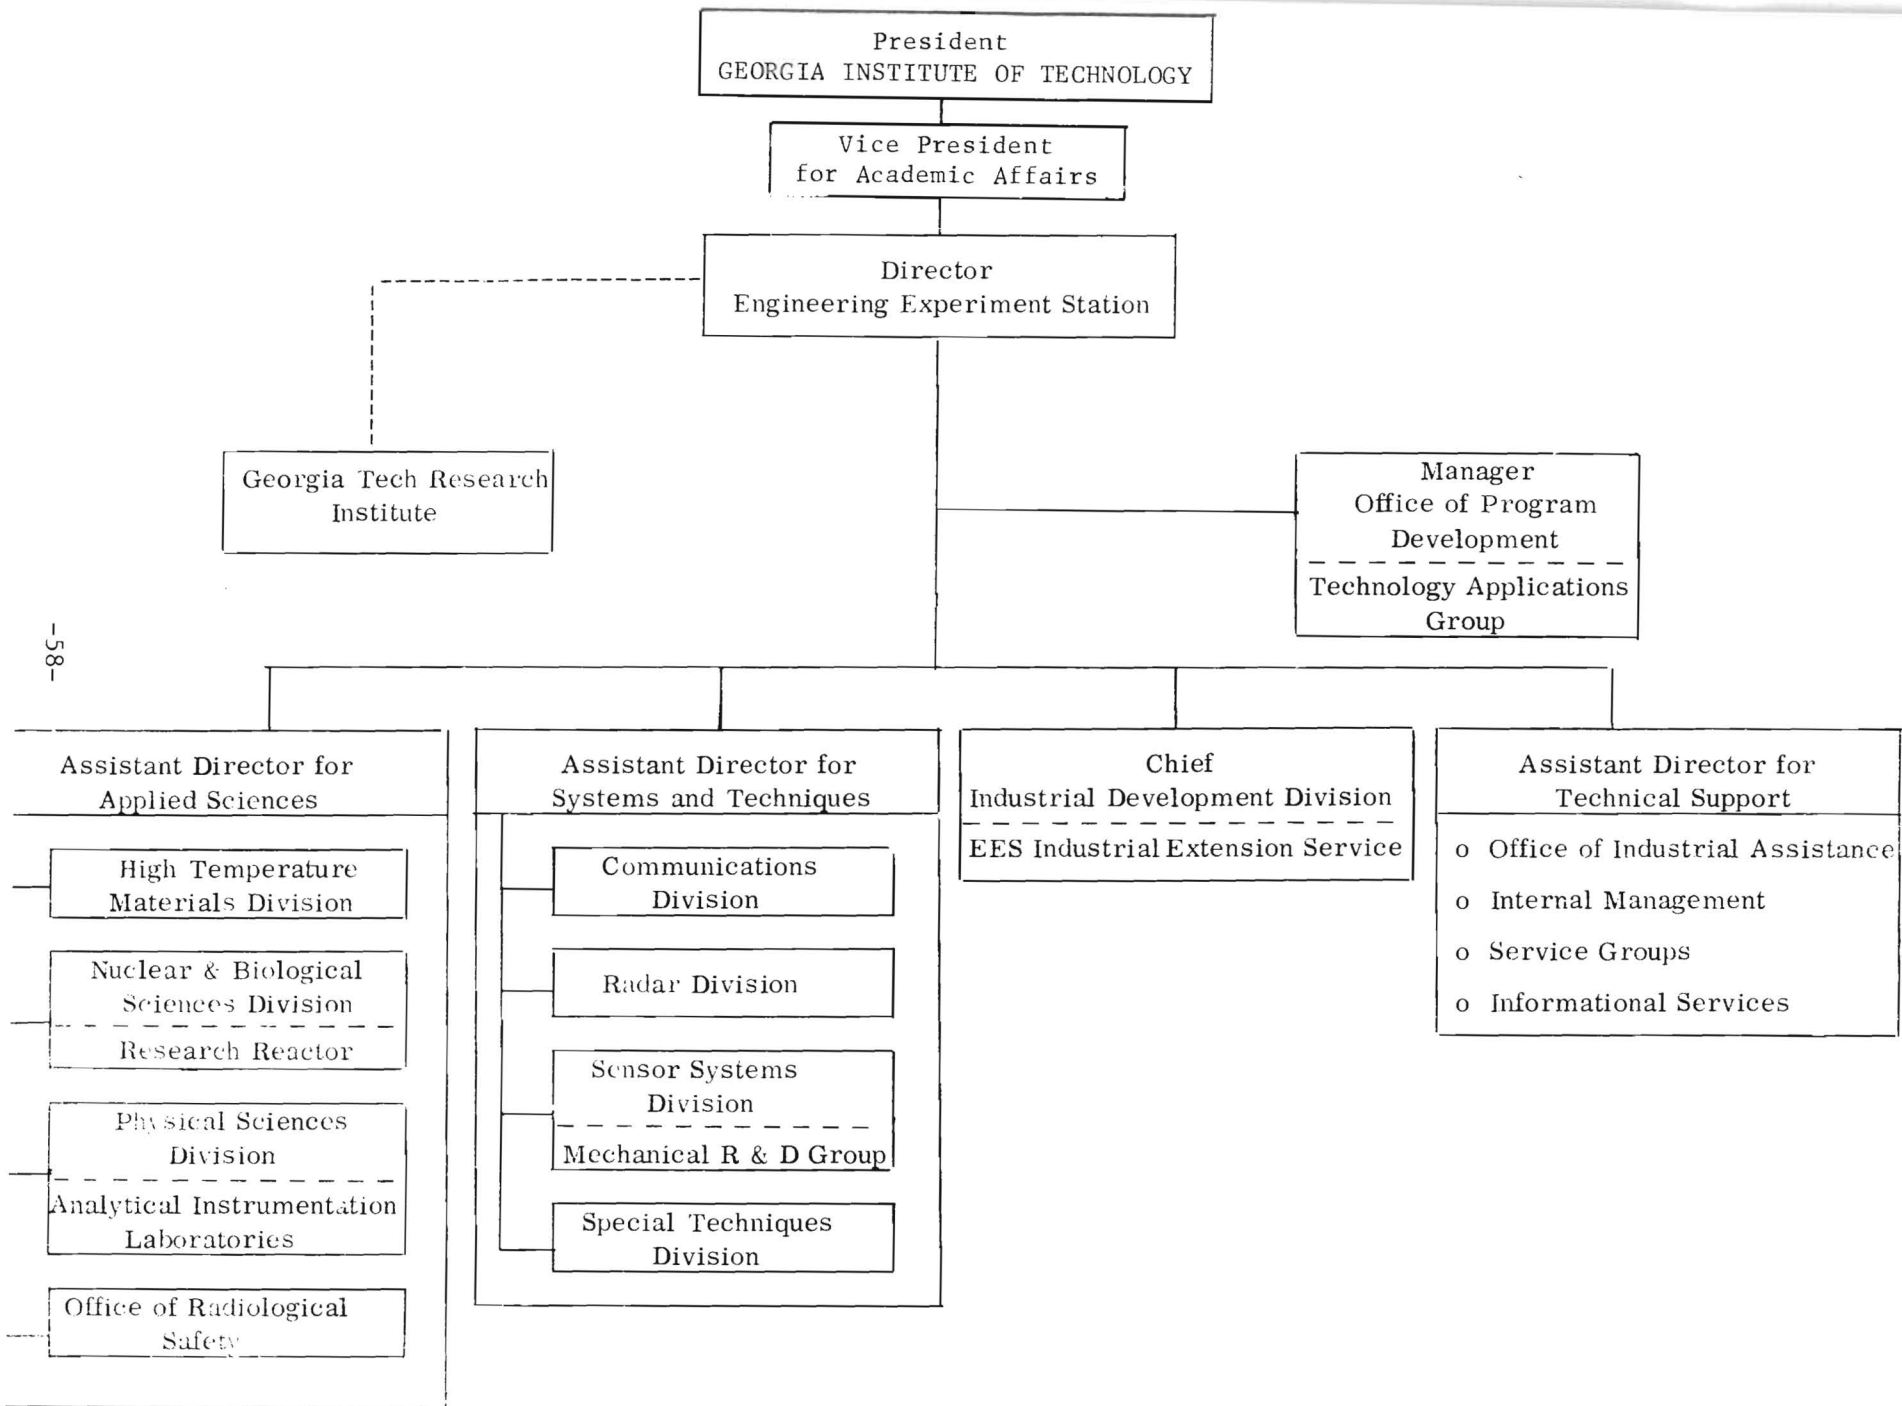 President
GEORGIA INSTITUTE OF TECHNOLOGY
Vice President
for Academic Affairs
Director
Engineering Experiment Station
Georgia Tech Research
Institute
Manager
Office of Program
Development
Technology Applications
Group
-58-
Assistant Director for
Applied Sciences
High Temperature
Materials Division
Nuclear & Biological
Sciences Division
Research Reactor
Physical Sciences
Division
Analytical Instrumentation
Laboratories
Office of Radiological
Safety
Assistant Director for
Systems and Techniques
Communications
Division
Radar Division
Sensor Systems
Division
Mechanical R & D Group
Special Techniques
Division
Chief
Industrial Development Division
EES Industrial Extension Service
Assistant Director for
Technical Support
o Office of Industrial Assistance
o Internal Management
o Service Groups
o Informational Services